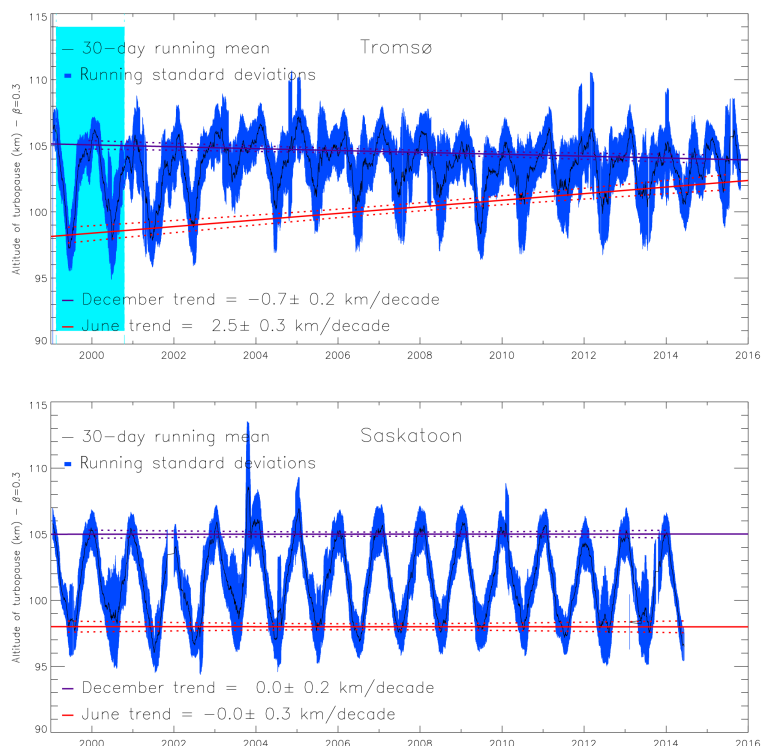 115
— 30-day running mean
Tromsø
Running standard deviations
110
105
100
95
90
Altitude of turbopause (km) – β=0.3
December trend = −0.7± 0.2 km/decade
June trend = 2.5± 0.3 km/decade
2000 2002 2004 2006 2008 2010 2012 2014 2016
115
— 30-day running mean
Saskatoon
Running standard deviations
110
105
100
95
90
Altitude of turbopause (km) – β=0.3
December trend = 0.0± 0.2 km/decade
June trend = −0.0± 0.3 km/decade
2000 2002 2004 2006 2008 2010 2012 2014 2016